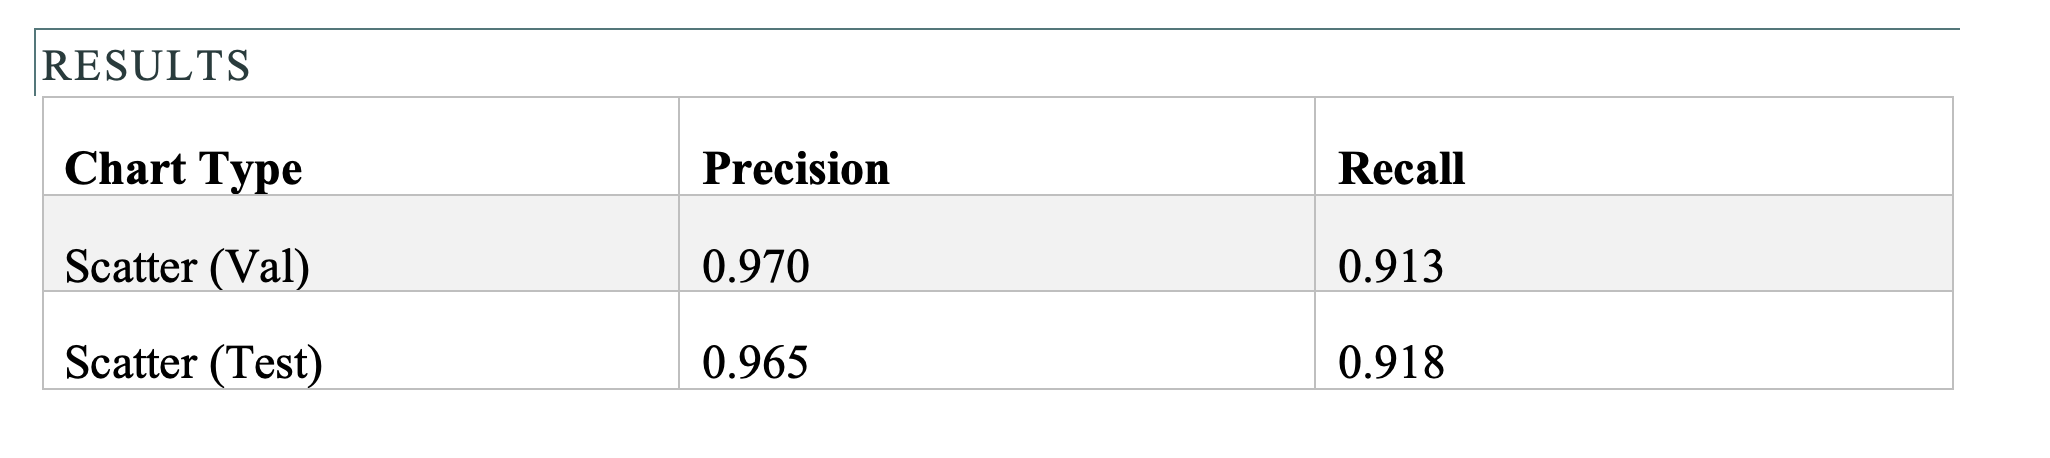 RESULTS
Chart Type Precision Recall
Scatter (Val) 0.970 0.913
Scatter (Test) 0.965 0.918